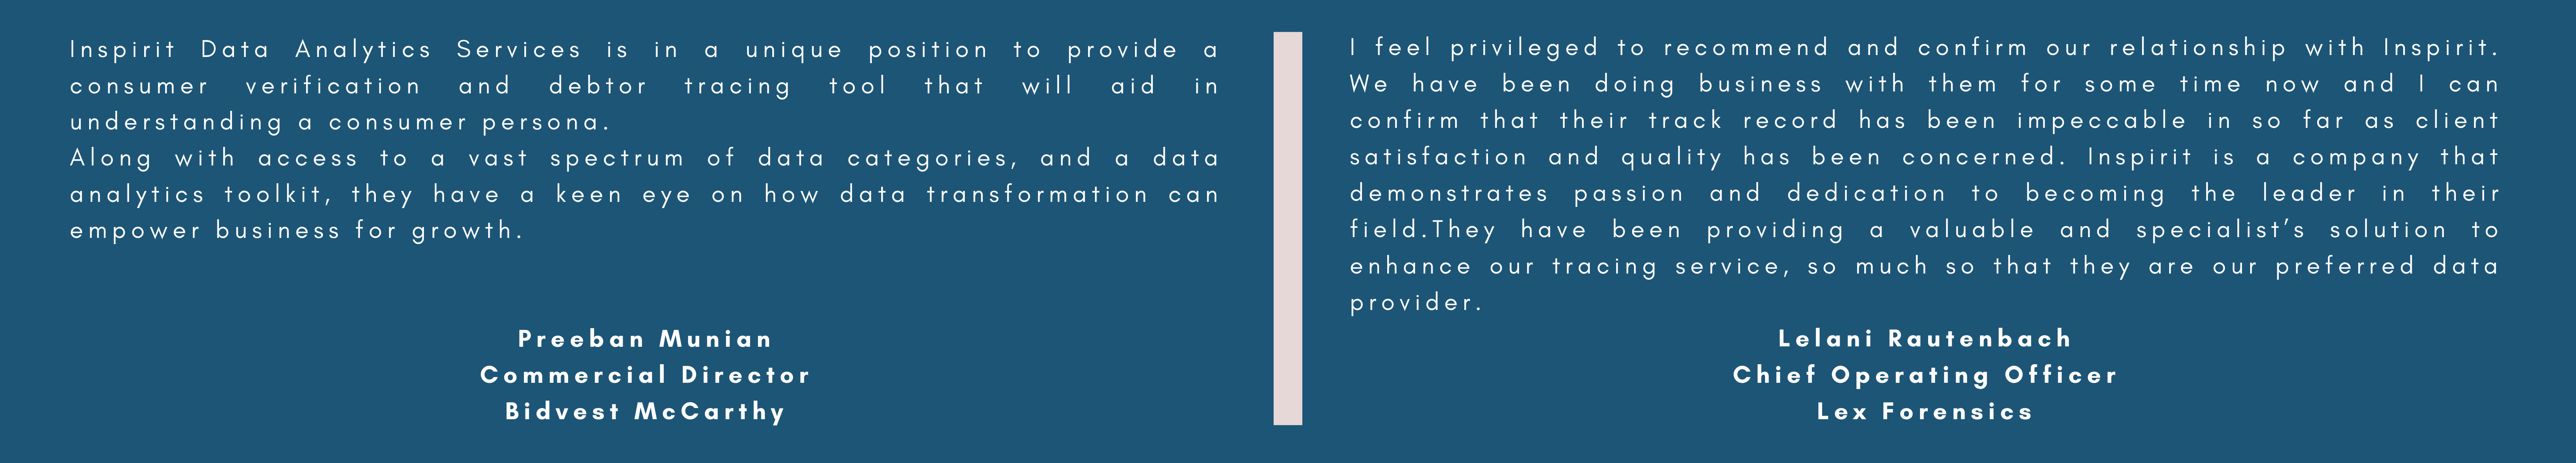 Inspirit Data Analytics Services is in a unique position to provide a
consumer verification and debtor tracing tool that will aid in
understanding a consumer persona.
Along with access to a vast spectrum of data categories, and a data
analytics toolkit, they have a keen eye on how data transformation can
empower business for growth.
Preeban Munian
Commercial Director
Bidvest McCarthy
I feel privileged to recommend and confirm our relationship with Inspirit.
We have been doing business with them for some time now and I can
confirm that their track record has been impeccable in so far as client
satisfaction and quality has been concerned. Inspirit is a company that
demonstrates passion and dedication to becoming the leader in their
field.They have been providing a valuable and specialist's solution to
enhance our tracing service, so much so that they are our preferred data
provider.
Lelani Rautenbach
Chief Operating Officer
Lex Forensics